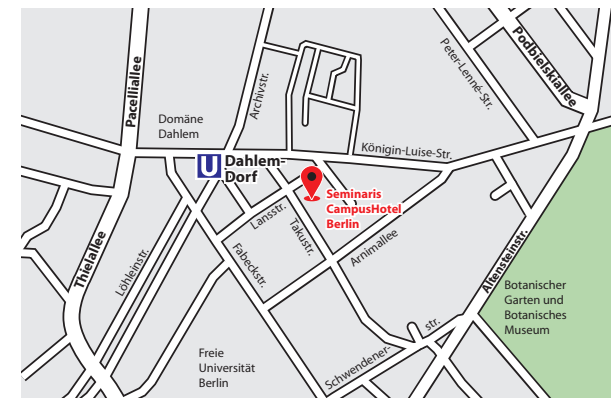 Pacelliallee
Archivstr.
Peter-Lenné-Str.
Podbielskiallee
Domäne
Dahlem
Königin-Luise-Str.
U
Dahlem-
Dorf
Seminaris
CampusHotel
Berlin
Lansstr.
Takustr.
Arnimallee
Fabeckstr.
Löhleinstr.
Thielallee
Altensteinstr.
Botanischer
Garten und
Botanisches
Museum
Freie
Universität
Berlin
Schwendener-
str.